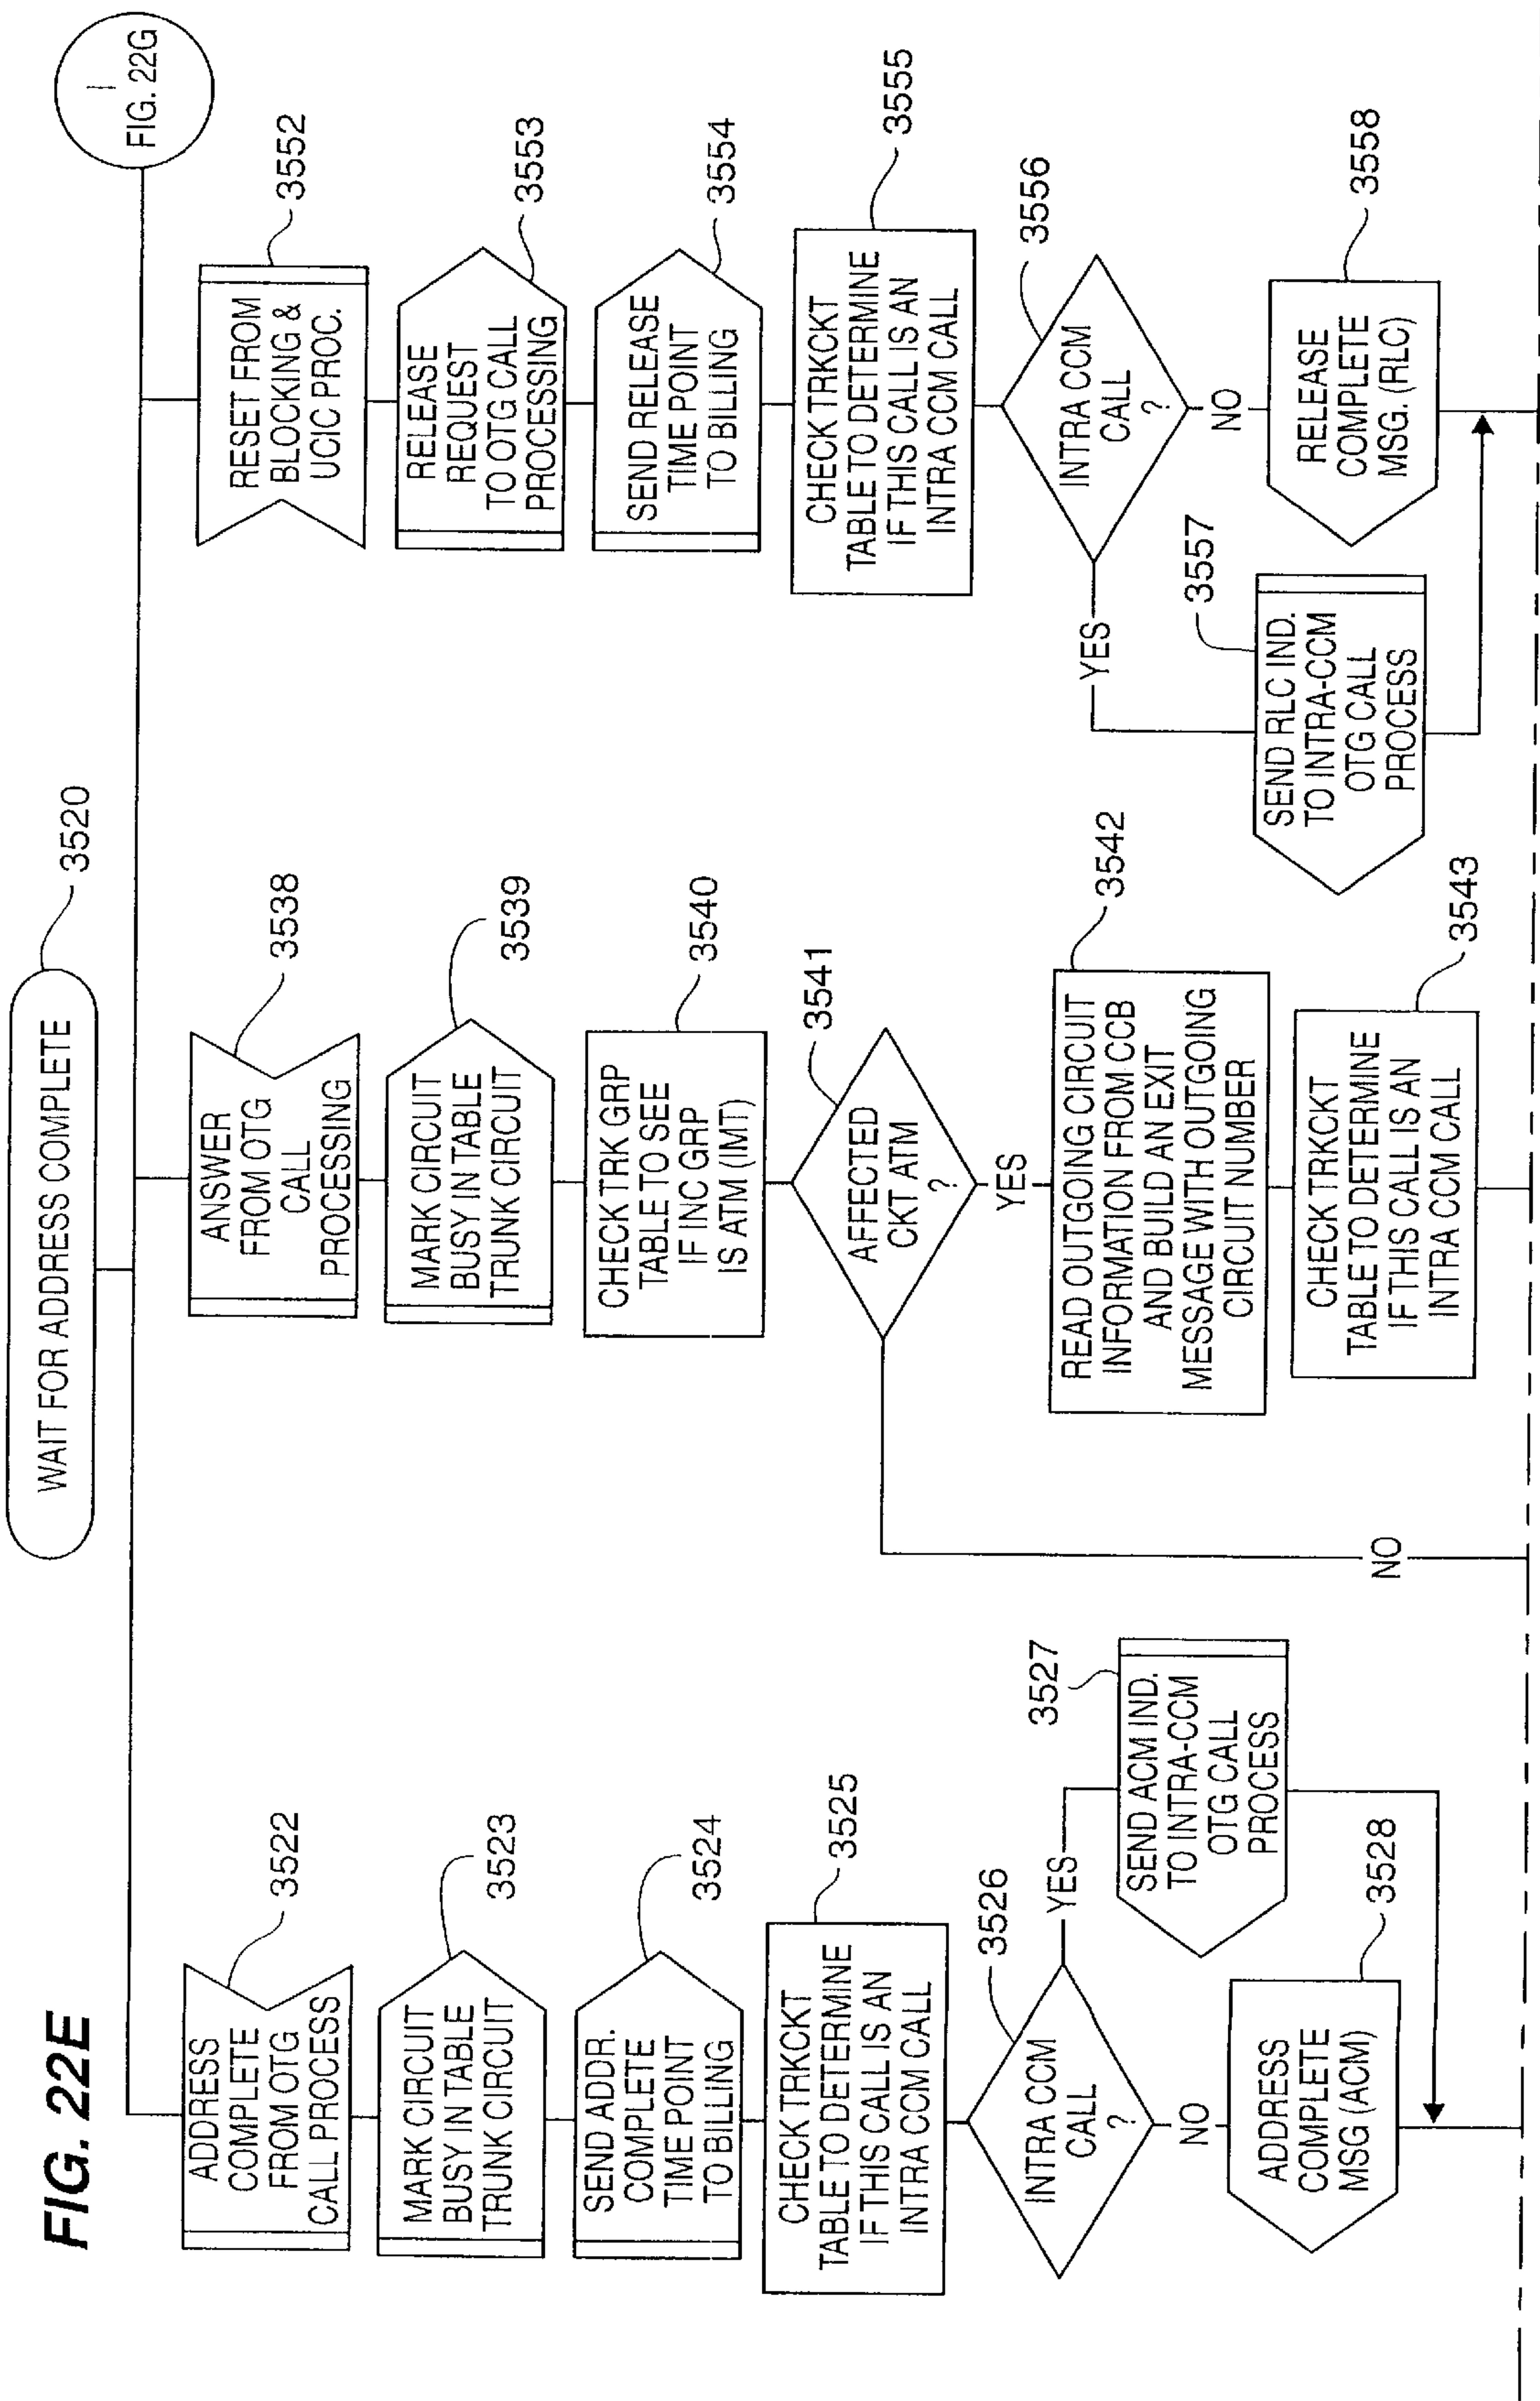 FIG. 22E
WAIT FOR ADDRESS COMPLETE
3520
I
FIG. 22G
ADDRESS
COMPLETE
FROM OTG
CALL PROCESS
3522
MARK CIRCUIT
BUSY IN TABLE
TRUNK CIRCUIT
3523
SEND ADDR.
COMPLETE
TIME POINT
TO BILLING
3524
CHECK TRKCKT
TABLE TO DETERMINE
IF THIS CALL IS AN
INTRA CCM CALL
3525
INTRA CCM
CALL
?
3526
YES
NO
SEND ACM IND.
TO INTRA-CCM
OTG CALL
PROCESS
3527
ADDRESS
COMPLETE
MSG (ACM)
3528
ANSWER
FROM OTG
CALL
PROCESSING
3538
MARK CIRCUIT
BUSY IN TABLE
TRUNK CIRCUIT
3539
CHECK TRK GRP
TABLE TO SEE
IF INC GRP
IS ATM (IMT)
3540
AFFECTED
CKT ATM
?
3541
YES
NO
READ OUTGOING CIRCUIT
INFORMATION FROM CCB
AND BUILD AN EXIT
MESSAGE WITH OUTGOING
CIRCUIT NUMBER
3542
CHECK TRKCKT
TABLE TO DETERMINE
IF THIS CALL IS AN
INTRA CCM CALL
3543
RESET FROM
BLOCKING &
UCIC PROC.
3552
RELEASE
REQUEST
TO OTG CALL
PROCESSING
3553
SEND RELEASE
TIME POINT
TO BILLING
3554
CHECK TRKCKT
TABLE TO DETERMINE
IF THIS CALL IS AN
INTRA CCM CALL
3555
INTRA CCM
CALL
?
3556
YES
NO
SEND RLC IND.
TO INTRA-CCM
OTG CALL
PROCESS
3557
RELEASE
COMPLETE
MSG. (RLC)
3558